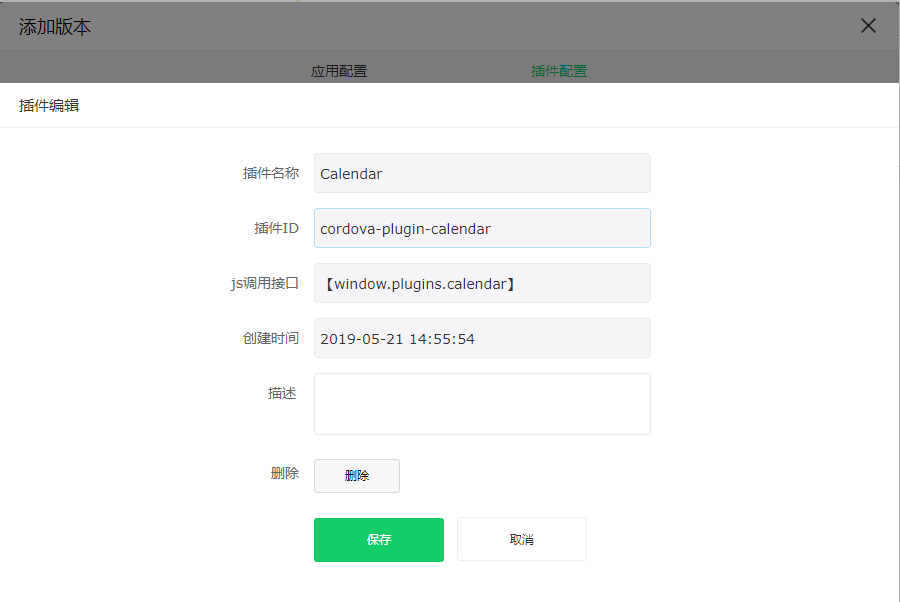 添加版本
应用配置 插件配置
插件编辑
插件名称 Calendar
插件ID cordova-plugin-calendar
js调用接口 【window.plugins.calendar】
创建时间 2019-05-21 14:55:54
描述
删除 删除
保存 取消